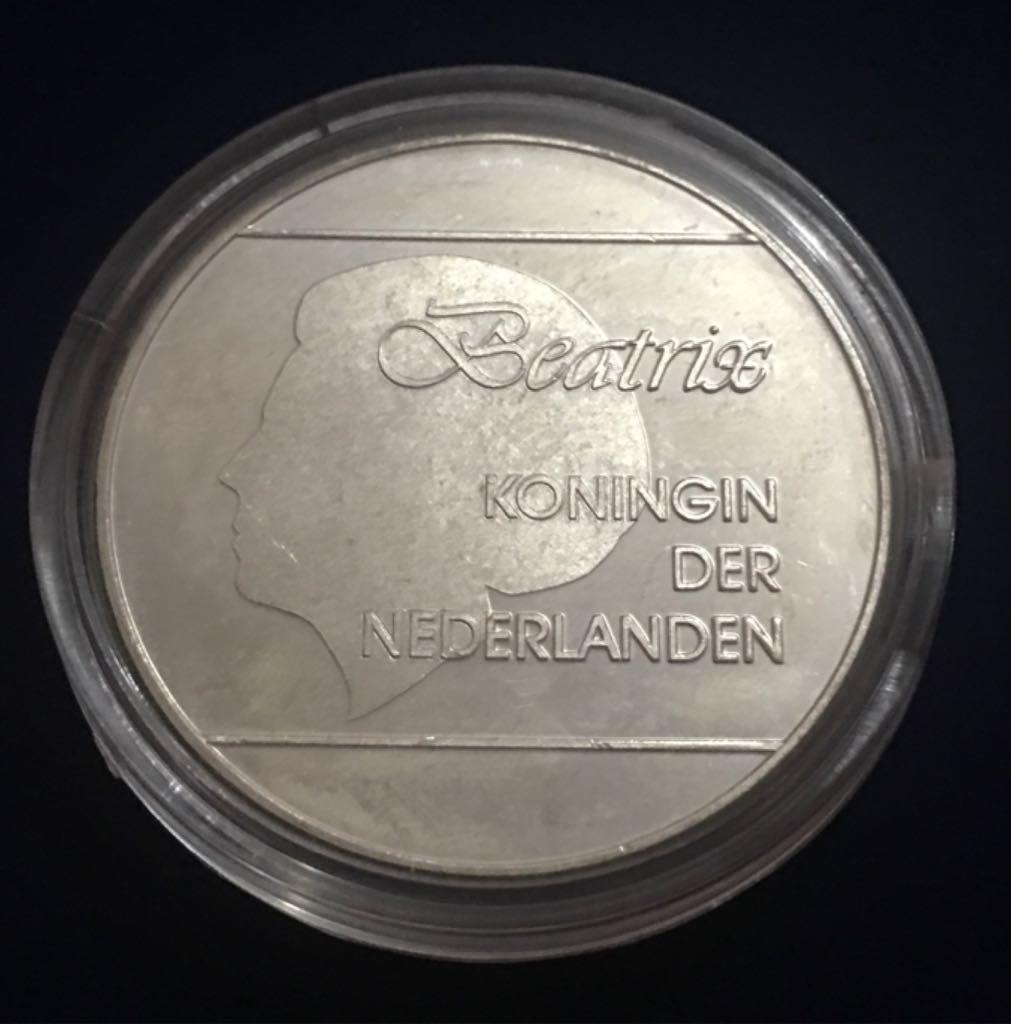 Beatrix
KONINGIN
DER
NEDERLANDEN